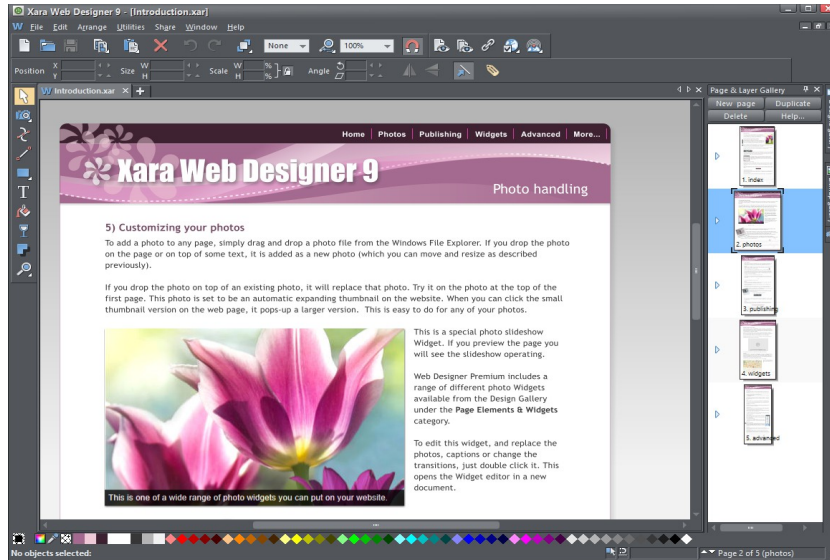 Xara Web Designer 9 - [Introduction.xar]
File Edit Arrange Utilities Share Window Help
None 100%
Position X Y Size W H Scale W H % % Angle
Introduction.xar
Page & Layer Gallery
New page Duplicate
Delete Help...
Home Photos Publishing Widgets Advanced More...
Xara Web Designer 9
Photo handling
5) Customizing your photos
To add a photo to any page, simply drag and drop a photo file from the Windows File Explorer. If you drop the photo
on the page or on top of some text, it is added as a new photo (which you can move and resize as described
previously).
If you drop the photo on top of an existing photo, it will replace that photo. Try it on the photo at the top of the
first page. This photo is set to be an automatic expanding thumbnail on the website. When you can click the small
thumbnail version on the web page, it pops-up a larger version. This is easy to do for any of your photos.
This is a special photo slideshow
Widget. If you preview the page you
will see the slideshow operating.
Web Designer Premium includes a
range of different photo Widgets
available from the Design Gallery
under the Page Elements & Widgets
category.
To edit this widget, and replace the
photos, captions or change the
transitions, just double click it. This
opens the Widget editor in a new
document.
This is one of a wide range of photo widgets you can put on your website.
1. index
2. photos
3. publishing
4. widgets
5. advanced
No objects selected:
Page 2 of 5 (photos)